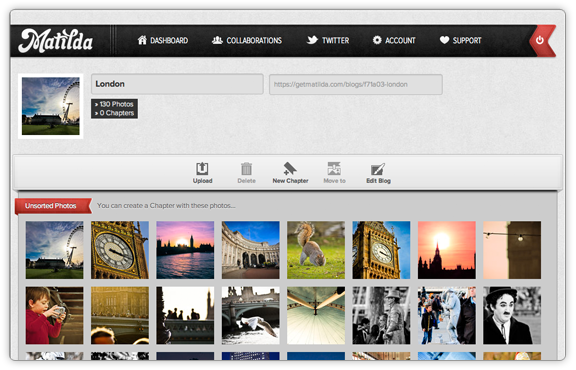 Matilda
DASHBOARD COLLABORATIONS TWITTER ACCOUNT SUPPORT
London https://getmatilda.com/blogs/f71a03-london
» 130 Photos
» 0 Chapters
Upload Delete New Chapter Move to Edit Blog
Unsorted Photos You can create a Chapter with these photos...